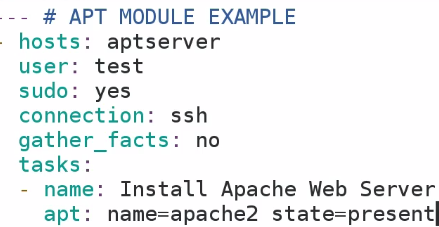 --- # APT MODULE EXAMPLE
- hosts: aptserver
  user: test
  sudo: yes
  connection: ssh
  gather_facts: no
  tasks:
  - name: Install Apache Web Server
    apt: name=apache2 state=present